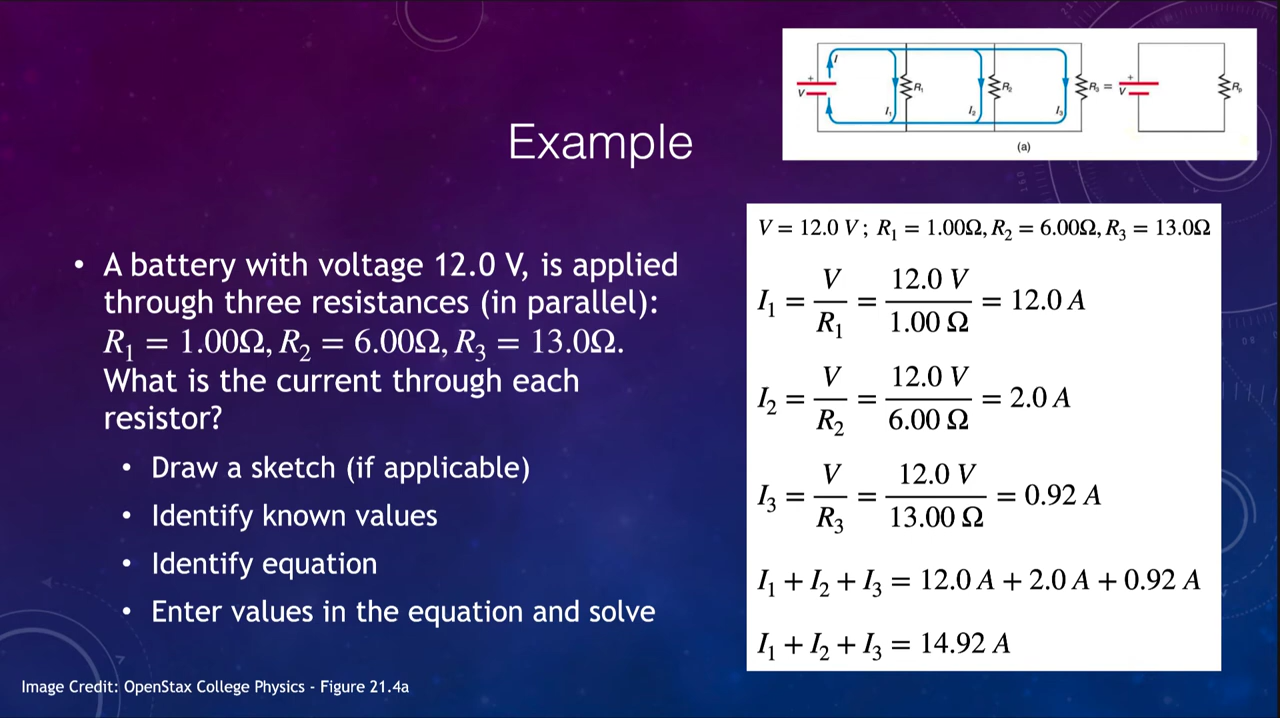 Example
V
+
I
I₁
R₁
I₂
R₂
I₃
R₃
=
+
V
Rₚ
(a)
• A battery with voltage 12.0 V, is applied
through three resistances (in parallel):
R₁ = 1.00Ω, R₂ = 6.00Ω, R₃ = 13.0Ω.
What is the current through each
resistor?
• Draw a sketch (if applicable)
• Identify known values
• Identify equation
• Enter values in the equation and solve
V = 12.0 V; R₁ = 1.00Ω, R₂ = 6.00Ω, R₃ = 13.0Ω
I₁ = V/R₁ = 12.0 V/1.00 Ω = 12.0 A
I₂ = V/R₂ = 12.0 V/6.00 Ω = 2.0 A
I₃ = V/R₃ = 12.0 V/13.00 Ω = 0.92 A
I₁ + I₂ + I₃ = 12.0 A + 2.0 A + 0.92 A
I₁ + I₂ + I₃ = 14.92 A
Image Credit: OpenStax College Physics - Figure 21.4a